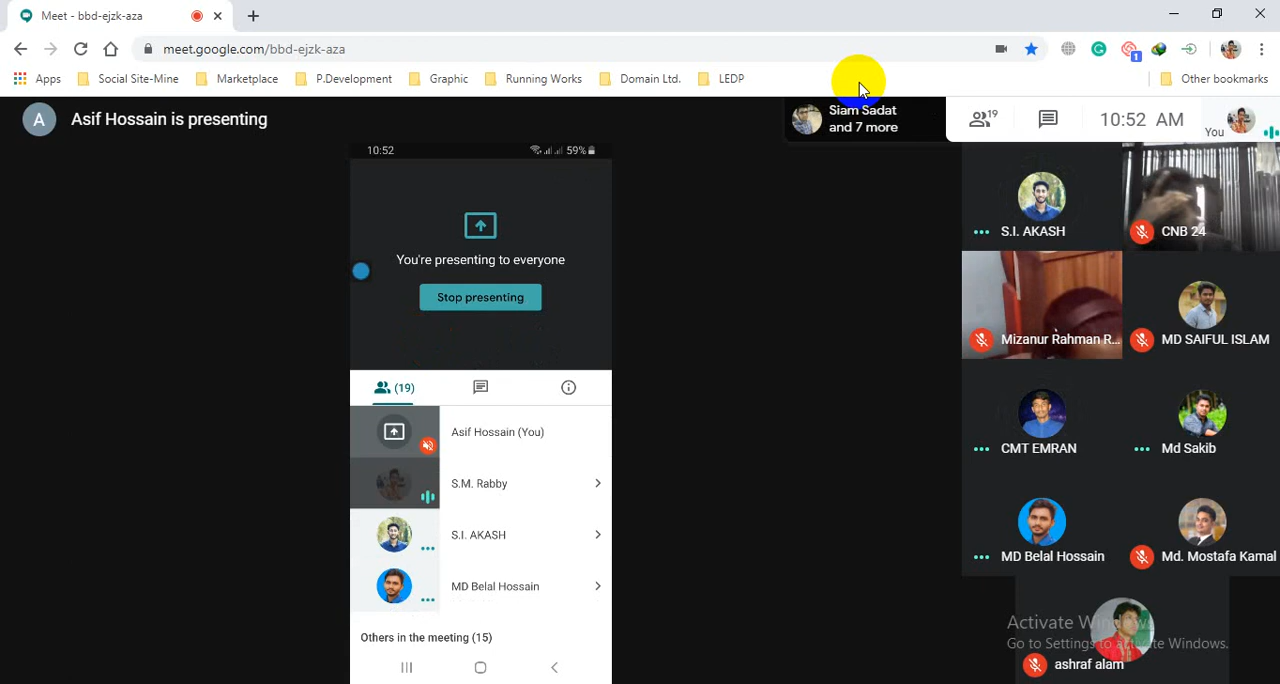 Meet - bbd-ejzk-aza
meet.google.com/bbd-ejzk-aza
1
Apps Social Site-Mine Marketplace P.Development Graphic Running Works Domain Ltd. LEDP Other bookmarks
A Asif Hossain is presenting
Siam Sadat
and 7 more
19
10:52 AM
You
10:52 59%
You're presenting to everyone
Stop presenting
(19)
Asif Hossain (You)
S.M. Rabby
S.I. AKASH
MD Belal Hossain
Others in the meeting (15)
S.I. AKASH
CNB 24
Mizanur Rahman R...
MD SAIFUL ISLAM
CMT EMRAN
Md Sakib
MD Belal Hossain
Md. Mostafa Kamal
Activate Windows
Go to Settings to activate Windows.
ashraf alam